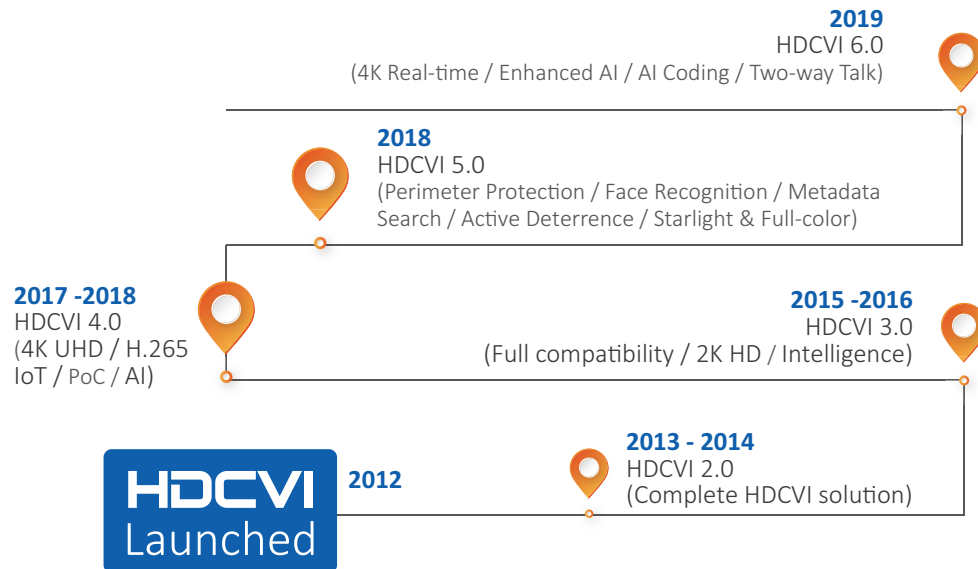 2019
HDCVI 6.0
(4K Real-time / Enhanced AI / AI Coding / Two-way Talk)
2018
HDCVI 5.0
(Perimeter Protection / Face Recognition / Metadata
Search / Active Deterrence / Starlight & Full-color)
2017 -2018
HDCVI 4.0
(4K UHD / H.265
IoT / PoC / AI)
2015 -2016
HDCVI 3.0
(Full compatibility / 2K HD / Intelligence)
2013 - 2014
HDCVI 2.0
(Complete HDCVI solution)
2012
HDCVI
Launched